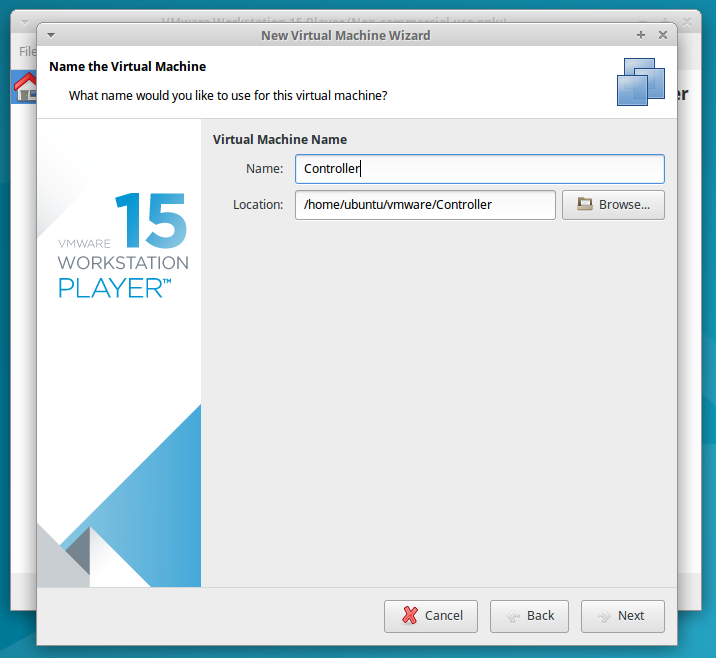 VMware Workstation 15 Player (Non-commercial use only)
New Virtual Machine Wizard
File
Name the Virtual Machine
What name would you like to use for this virtual machine?
er
Virtual Machine Name
Name: Controller
Location: /home/ubuntu/vmware/Controller Browse...
15
VMWARE
WORKSTATION
PLAYER™
Cancel Back Next